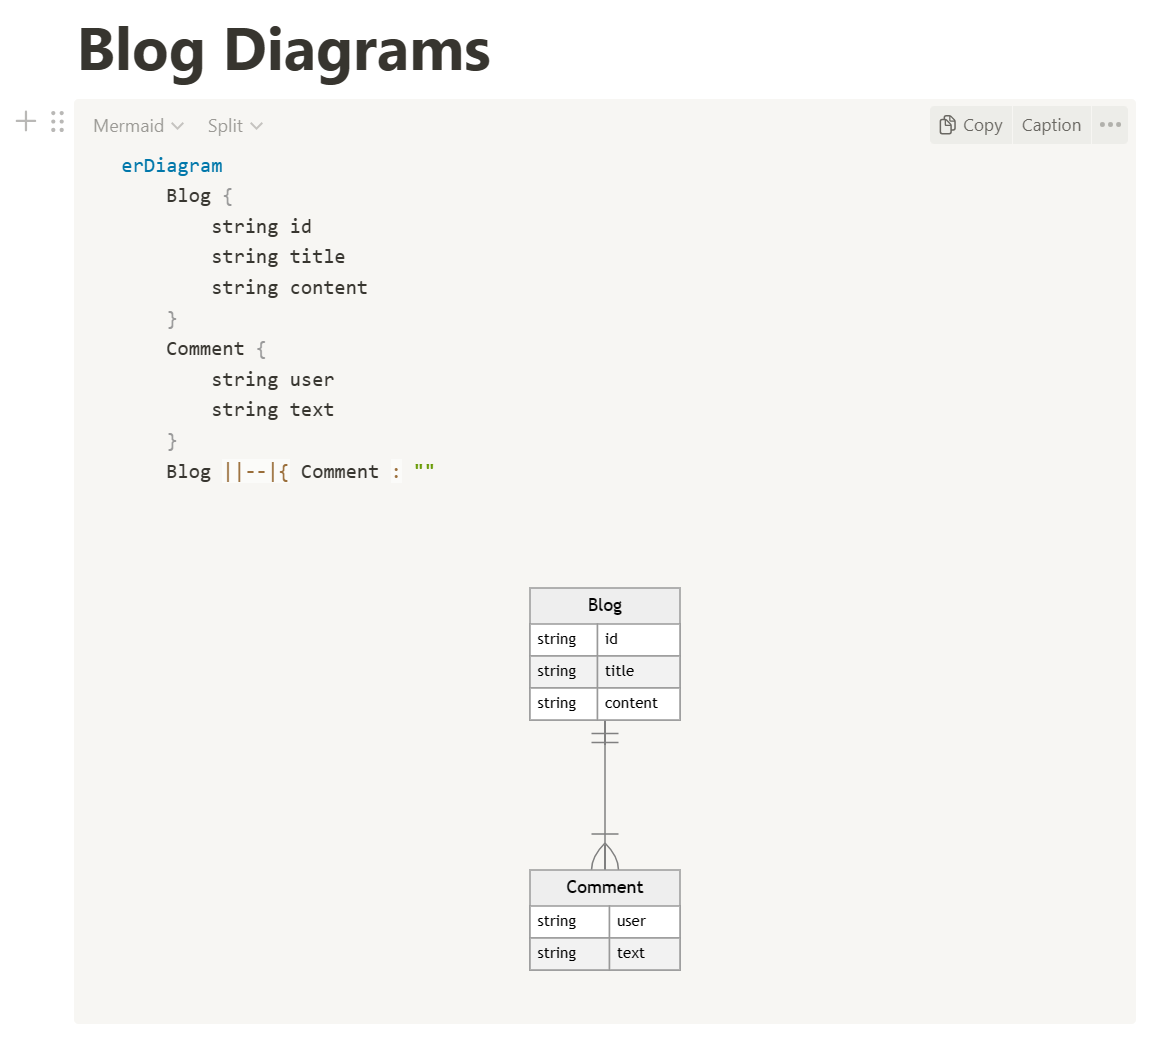 Blog Diagrams
Mermaid Split Copy Caption
erDiagram
Blog {
string id
string title
string content
}
Comment {
string user
string text
}
Blog ||--|{ Comment : ""
Blog
string id
string title
string content
Comment
string user
string text